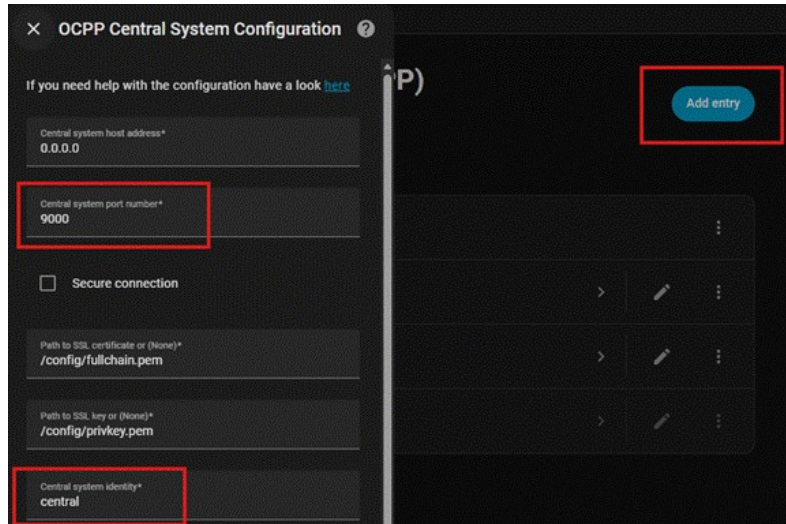 OCPP Central System Configuration
If you need help with the configuration have a look here
Central system host address*
0.0.0.0
Central system port number*
9000
Secure connection
Path to SSL certificate or (None)*
/config/fullchain.pem
Path to SSL key or (None)*
/config/privkey.pem
Central system identity*
central
P)
Add entry